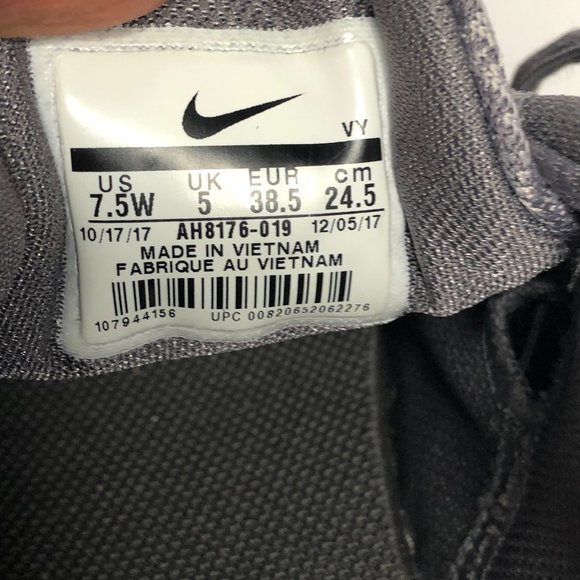 VY
US UK EUR cm
7.5W 5 38.5 24.5
10/17/17 AH8176-019 12/05/17
MADE IN VIETNAM
FABRIQUE AU VIETNAM
107944156 UPC 00820652062276